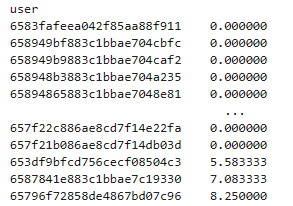 user
6583fafeea042f85aa88f911    0.000000
658949bf883c1bbae704cbfc    0.000000
658949b9883c1bbae704caf2    0.000000
658948b3883c1bbae704a235    0.000000
65894865883c1bbae7048e81    0.000000
...
657f22c886ae8cd7f14e22fa    0.000000
657f21b086ae8cd7f14db03d    0.000000
653df9bfcd756cecf08504c3    5.583333
6587841e883c1bbae7c19330    7.083333
65796f72858de4867bd07c96    8.250000